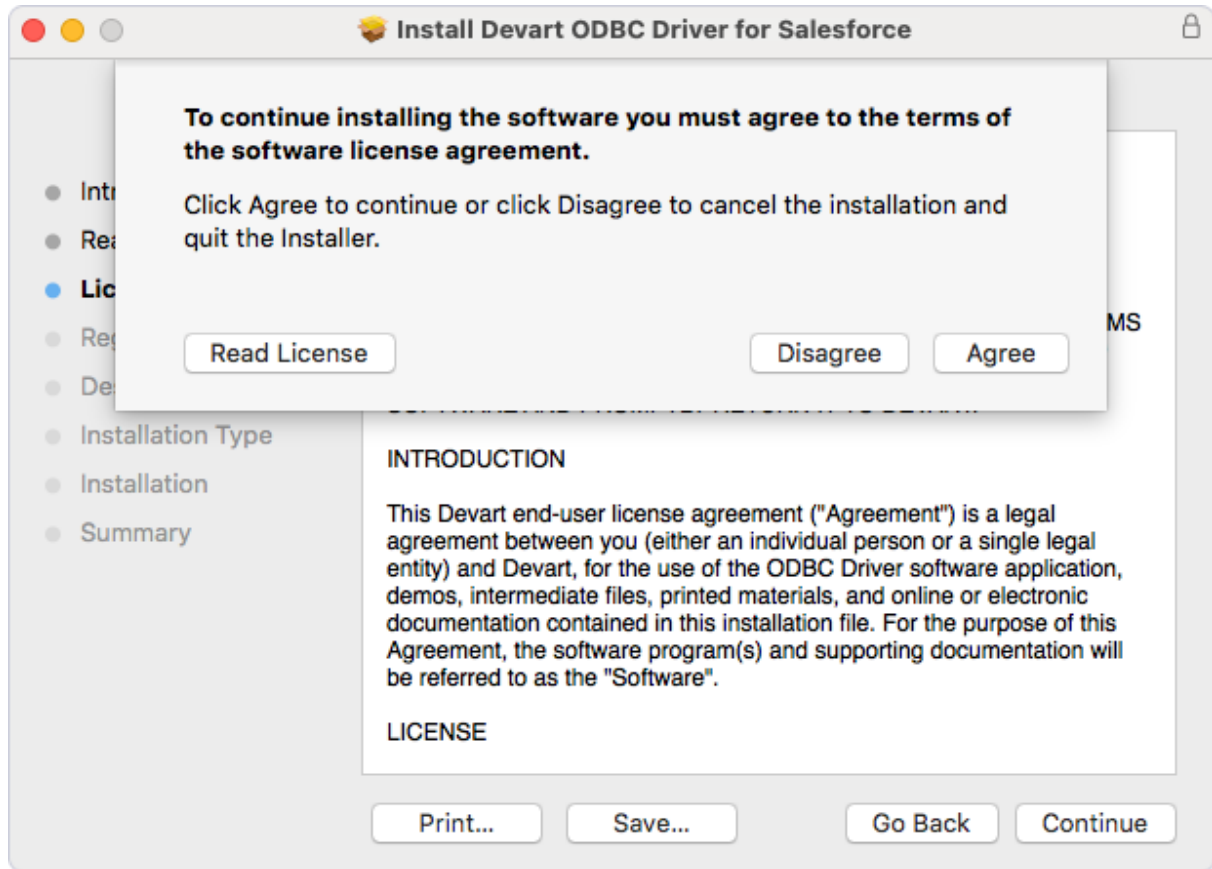 Install Devart ODBC Driver for Salesforce
To continue installing the software you must agree to the terms of
the software license agreement.
Click Agree to continue or click Disagree to cancel the installation and
quit the Installer.
Read License
Disagree
Agree
Lic
MS
Installation Type
Installation
Summary
INTRODUCTION
This Devart end-user license agreement ("Agreement") is a legal
agreement between you (either an individual person or a single legal
entity) and Devart, for the use of the ODBC Driver software application,
demos, intermediate files, printed materials, and online or electronic
documentation contained in this installation file. For the purpose of this
Agreement, the software program(s) and supporting documentation will
be referred to as the "Software".
LICENSE
Print...
Save...
Go Back
Continue